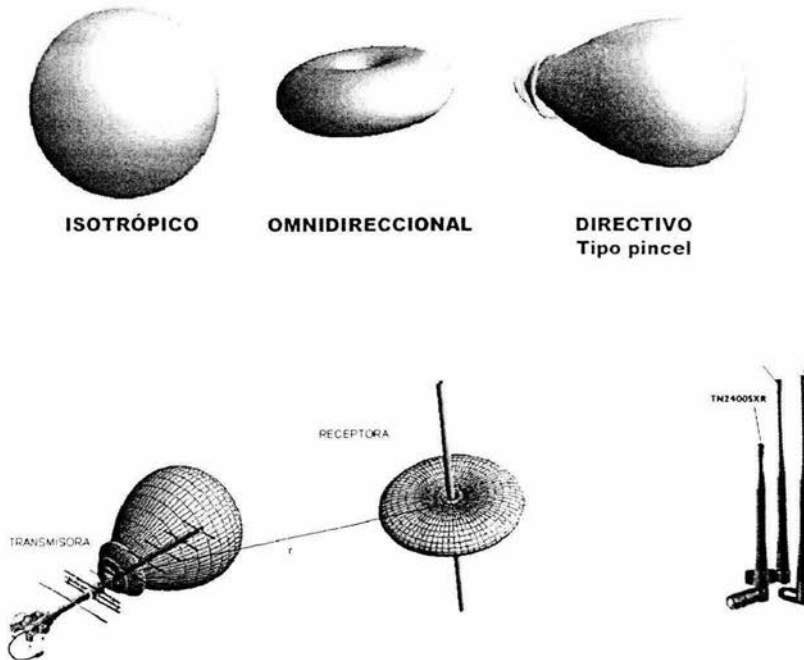 ISOTRÓPICO OMNIDIRECCIONAL DIRECTIVO
Tipo pincel
RECEPTORA
TN2400SXR
TRANSMISORA
r